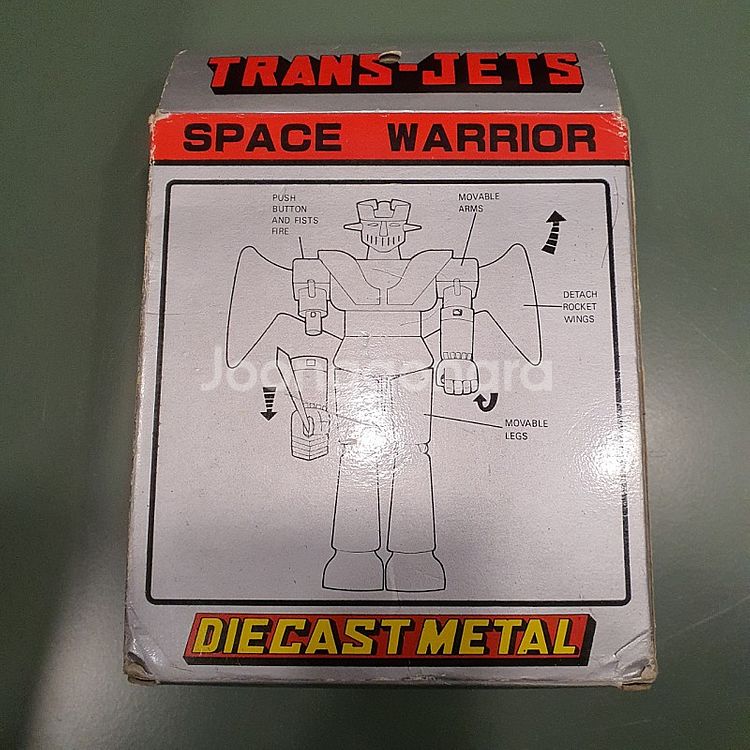 TRANS-JETS
SPACE WARRIOR
PUSH
BUTTON
AND FISTS
FIRE
MOVABLE
ARMS
DETACH
ROCKET
WINGS
MOVABLE
LEGS
DIECAST METAL